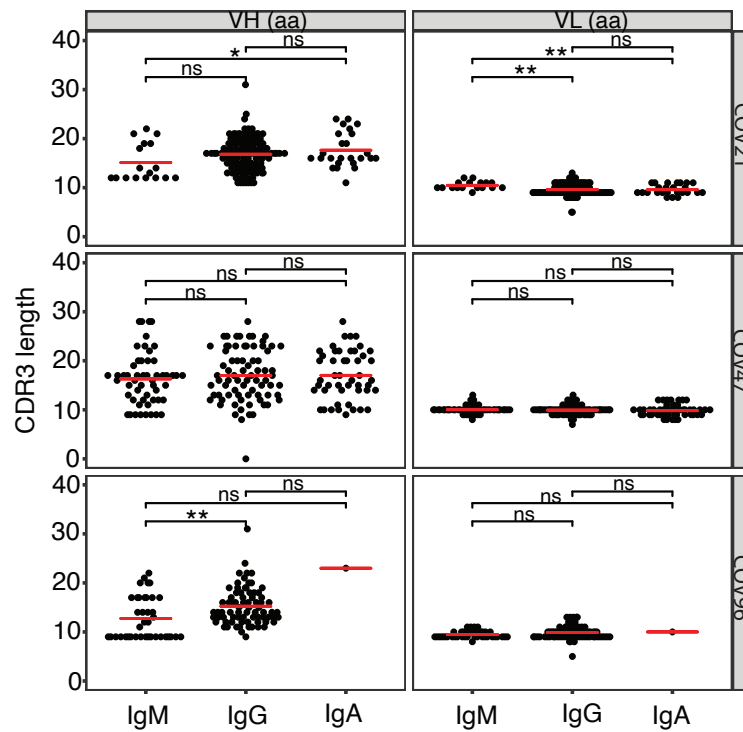 VH (aa) VL (aa)
40
30
20
10
0
ns
*
ns
ns
**
**
COV21
40
30
20
10
0
ns
ns
ns
ns
ns
ns
COV47
40
30
20
10
0
ns
ns
**
ns
ns
ns
COV96
CDR3 length
IgM IgG IgA IgM IgG IgA